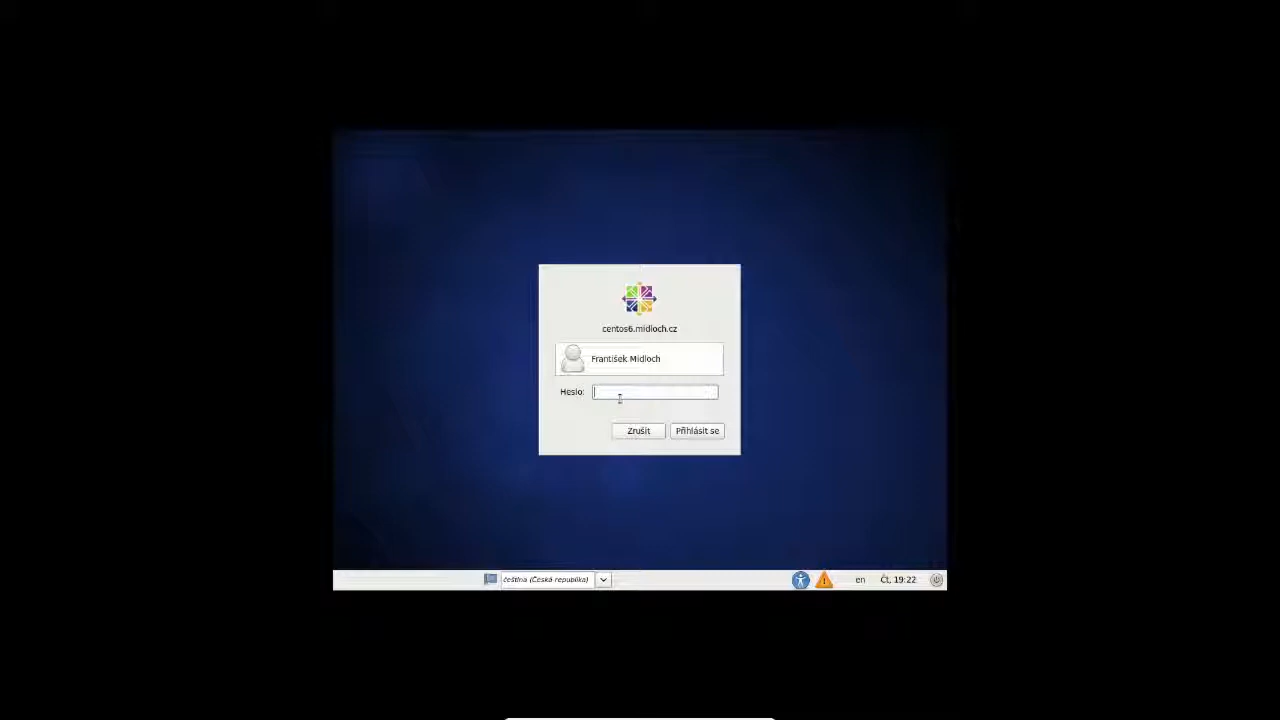 centos6.midloch.cz
František Midloch
Heslo:
Zrušit
Přihlásit se
čeština (Česká republika)
en
Čt, 19:22